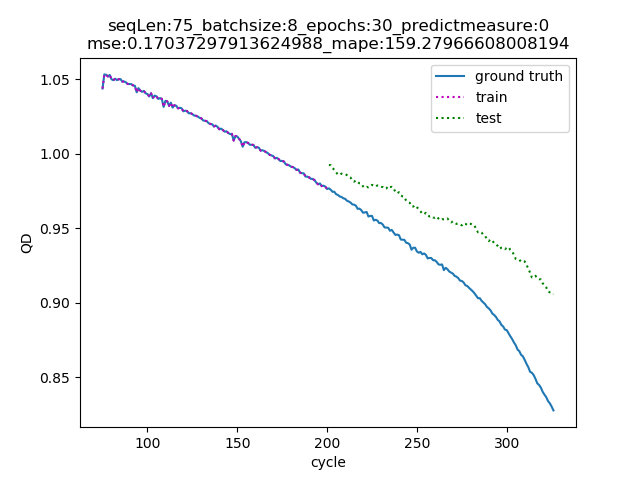 seqLen:75_batchsize:8_epochs:30_predictmeasure:0
mse:0.17037297913624988_mape:159.27966608008194
ground truth
train
test
1.05
1.00
0.95
0.90
0.85
QD
100
150
200
250
300
cycle